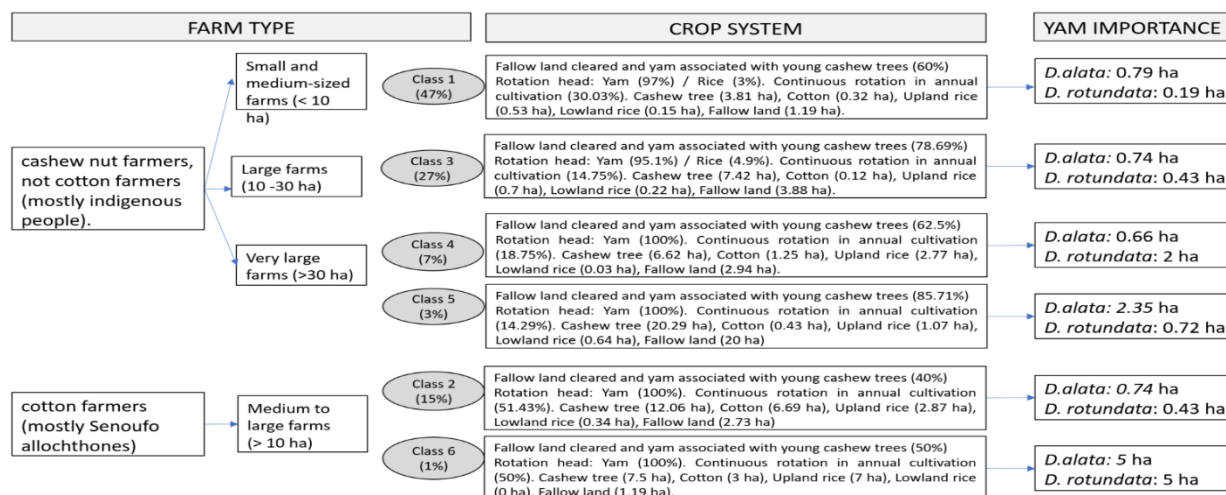 FARM TYPE
CROP SYSTEM
YAM IMPORTANCE
cashew nut farmers,
not cotton farmers
(mostly indigenous
people).
Small and
medium-sized
farms (< 10
ha)
Class 1
(47%)
Fallow land cleared and yam associated with young cashew trees (60%)
Rotation head: Yam (97%) / Rice (3%). Continuous rotation in annual
cultivation (30.03%). Cashew tree (3.81 ha), Cotton (0.32 ha), Upland rice
(0.53 ha), Lowland rice (0.15 ha), Fallow land (1.19 ha).
D.alata: 0.79 ha
D. rotundata: 0.19 ha
Large farms
(10 -30 ha)
Class 3
(27%)
Fallow land cleared and yam associated with young cashew trees (78.69%)
Rotation head: Yam (95.1%) / Rice (4.9%). Continuous rotation in annual
cultivation (14.75%). Cashew tree (7.42 ha), Cotton (0.12 ha), Upland rice
(0.7 ha), Lowland rice (0.22 ha), Fallow land (3.88 ha).
D.alata: 0.74 ha
D. rotundata: 0.43 ha
Very large
farms (>30 ha)
Class 4
(7%)
Fallow land cleared and yam associated with young cashew trees (62.5%)
Rotation head: Yam (100%). Continuous rotation in annual cultivation
(18.75%). Cashew tree (6.62 ha), Cotton (1.25 ha), Upland rice (2.77 ha),
Lowland rice (0.03 ha), Fallow land (2.94 ha).
D.alata: 0.66 ha
D. rotundata: 2 ha
Class 5
(3%)
Fallow land cleared and yam associated with young cashew trees (85.71%)
Rotation head: Yam (100%). Continuous rotation in annual cultivation
(14.29%). Cashew tree (20.29 ha), Cotton (0.43 ha), Upland rice (1.07 ha),
Lowland rice (0.64 ha), Fallow land (20 ha)
D.alata: 2.35 ha
D. rotundata: 0.72 ha
cotton farmers
(mostly Senoufo
allochthones)
Medium to
large farms
(> 10 ha)
Class 2
(15%)
Fallow land cleared and yam associated with young cashew trees (40%)
Rotation head: Yam (100%). Continuous rotation in annual cultivation
(51.43%). Cashew tree (12.06 ha), Cotton (6.69 ha), Upland rice (2.87 ha),
Lowland rice (0.34 ha), Fallow land (2.73 ha)
D.alata: 0.74 ha
D. rotundata: 0.43 ha
Class 6
(1%)
Fallow land cleared and yam associated with young cashew trees (50%)
Rotation head: Yam (100%). Continuous rotation in annual cultivation
(50%). Cashew tree (7.5 ha), Cotton (3 ha), Upland rice (7 ha), Lowland rice
(0 ha), Fallow land (1.19 ha).
D.alata: 5 ha
D. rotundata: 5 ha